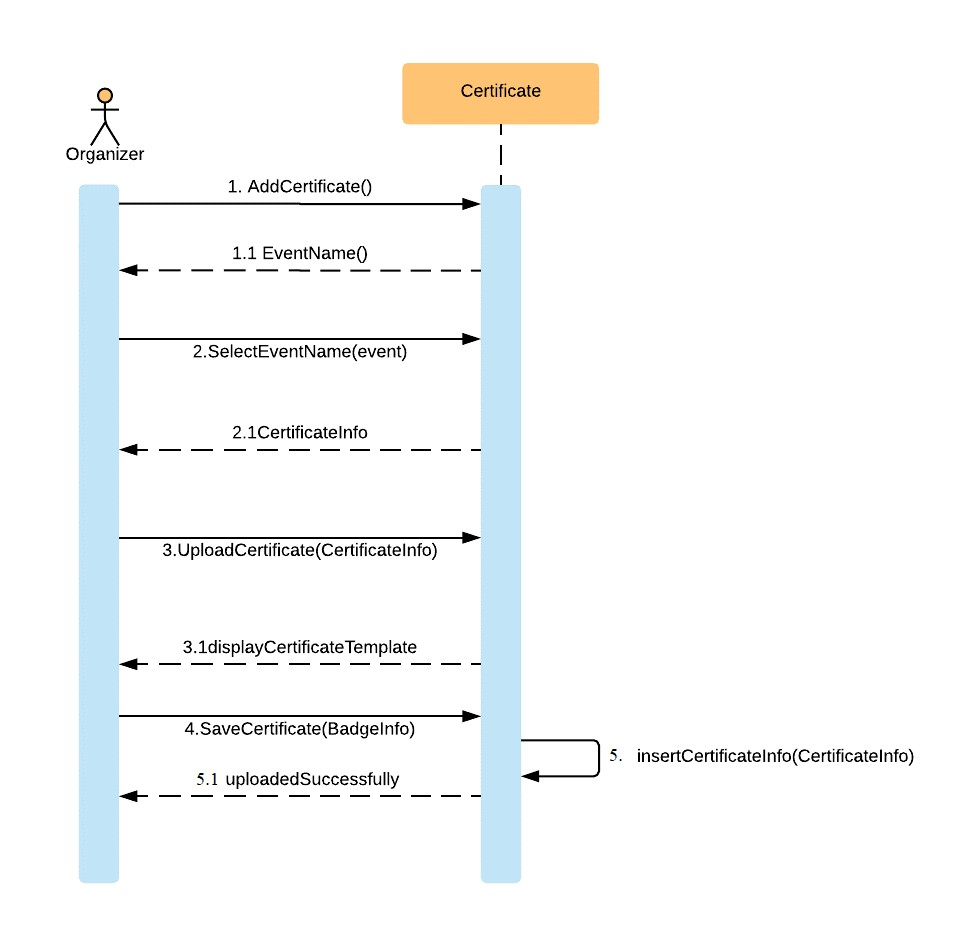 Certificate
Organizer
1. AddCertificate()
1.1 EventName()
2.SelectEventName(event)
2.1CertificateInfo
3.UploadCertificate(CertificateInfo)
3.1displayCertificateTemplate
4.SaveCertificate(BadgeInfo)
5. insertCertificateInfo(CertificateInfo)
5.1 uploadedSuccessfully